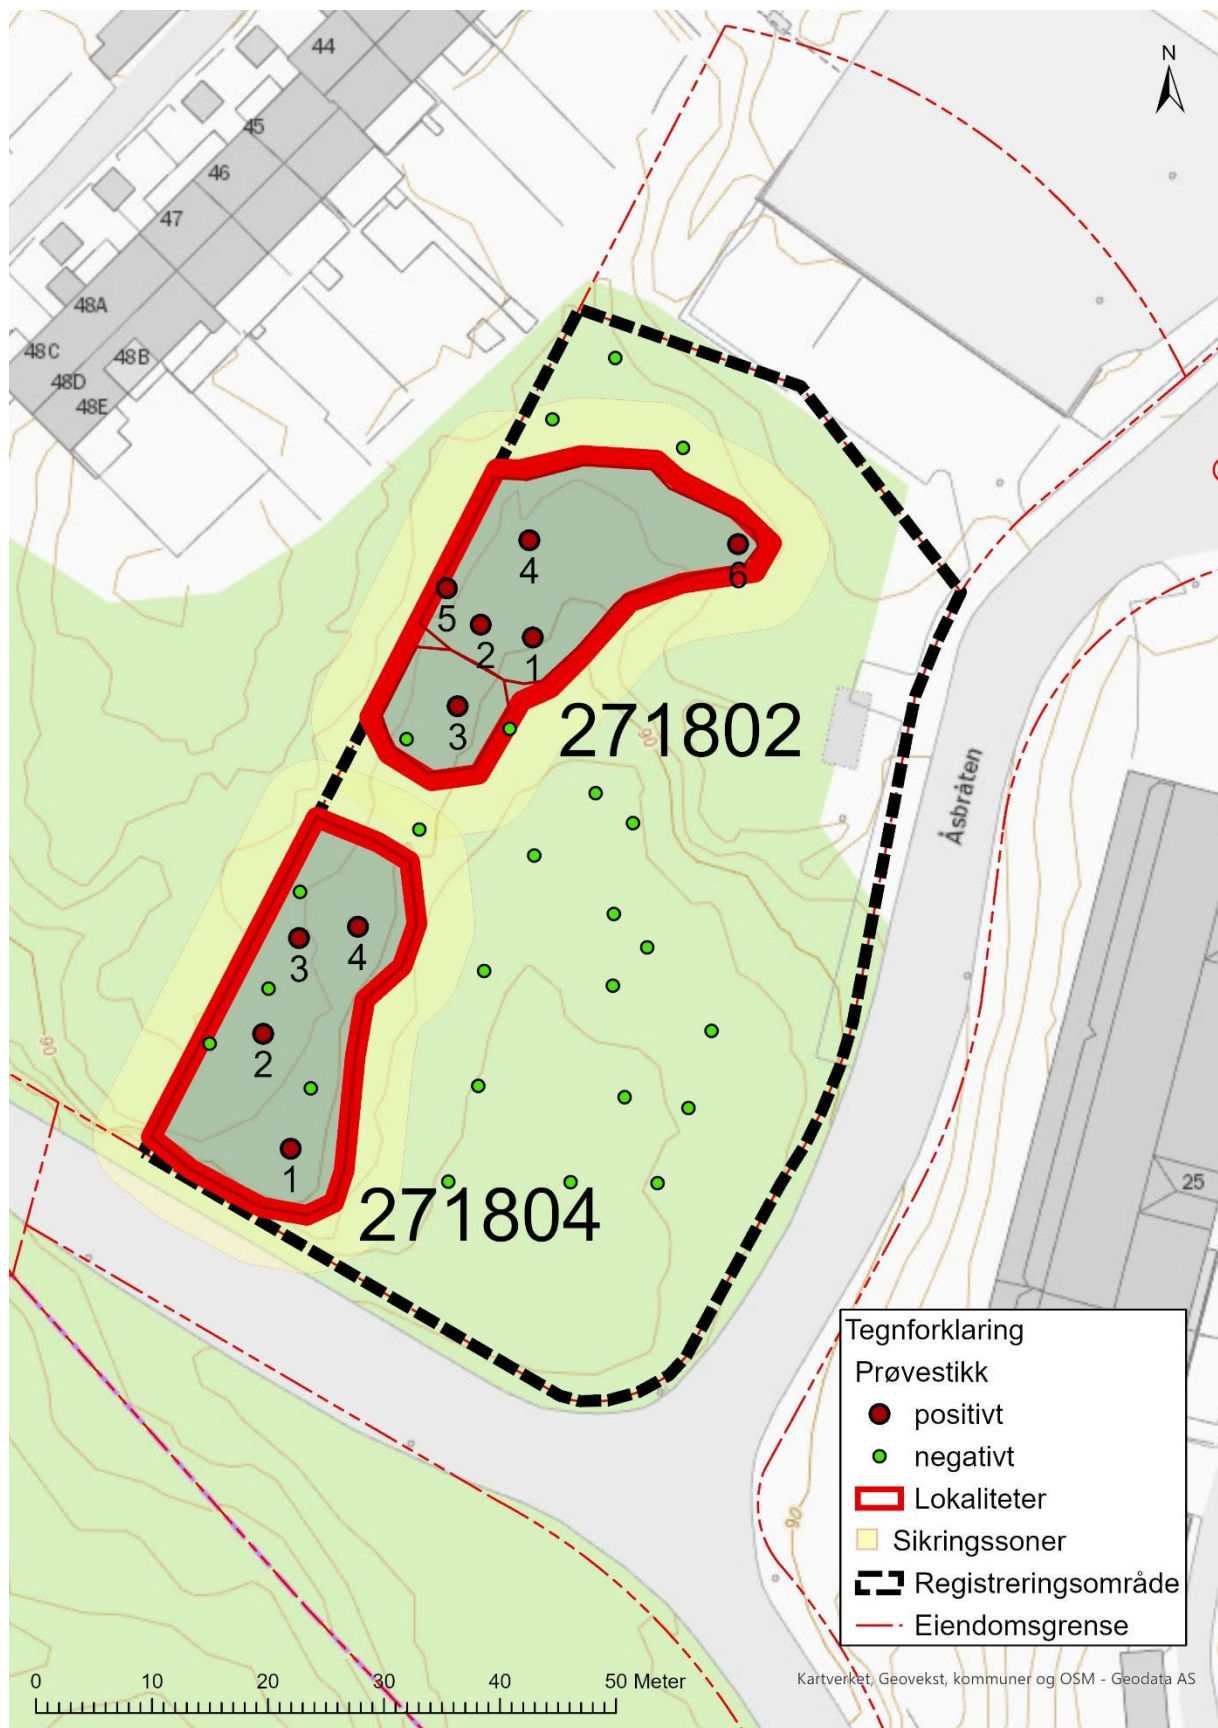 44
N
45
46
47
48A
48C
48B
48D
48E
4
6
5
2
1
3
271802
90
Åsbråten
3
4
90
2
1
271804
25
Tegnforklaring
Prøvestikk
positivt
negativt
Lokaliteter
Sikringssoner
Registreringsområde
Eiendomsgrense
90
0 10 20 30 40 50 Meter
Kartverket, Geovekst, kommuner og OSM - Geodata AS